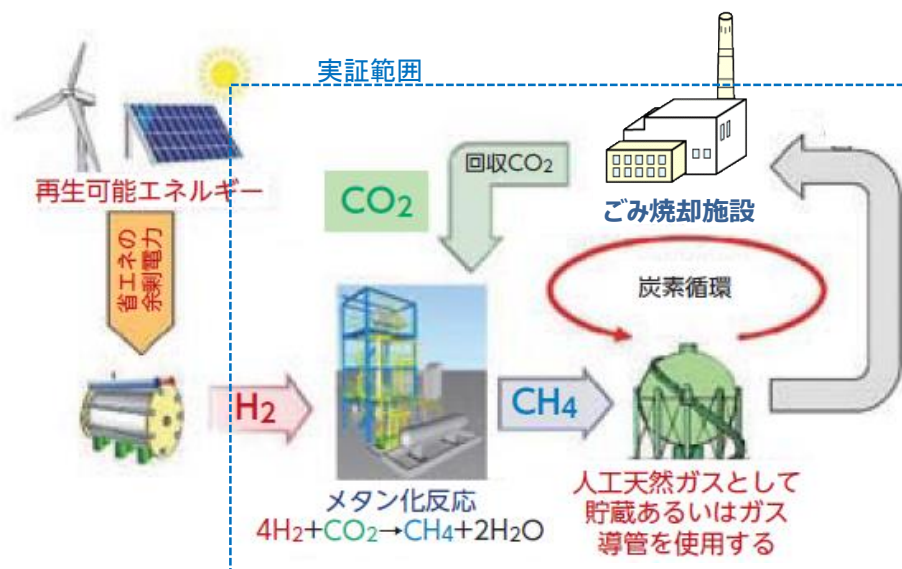 実証範囲
再生可能エネルギー
省エネの
余剰電力
回収CO2
CO2
ごみ焼却施設
炭素循環
H2
CH4
メタン化反応
4H2+CO2→CH4+2H2O
人工天然ガスとして
貯蔵あるいはガス
導管を使用する